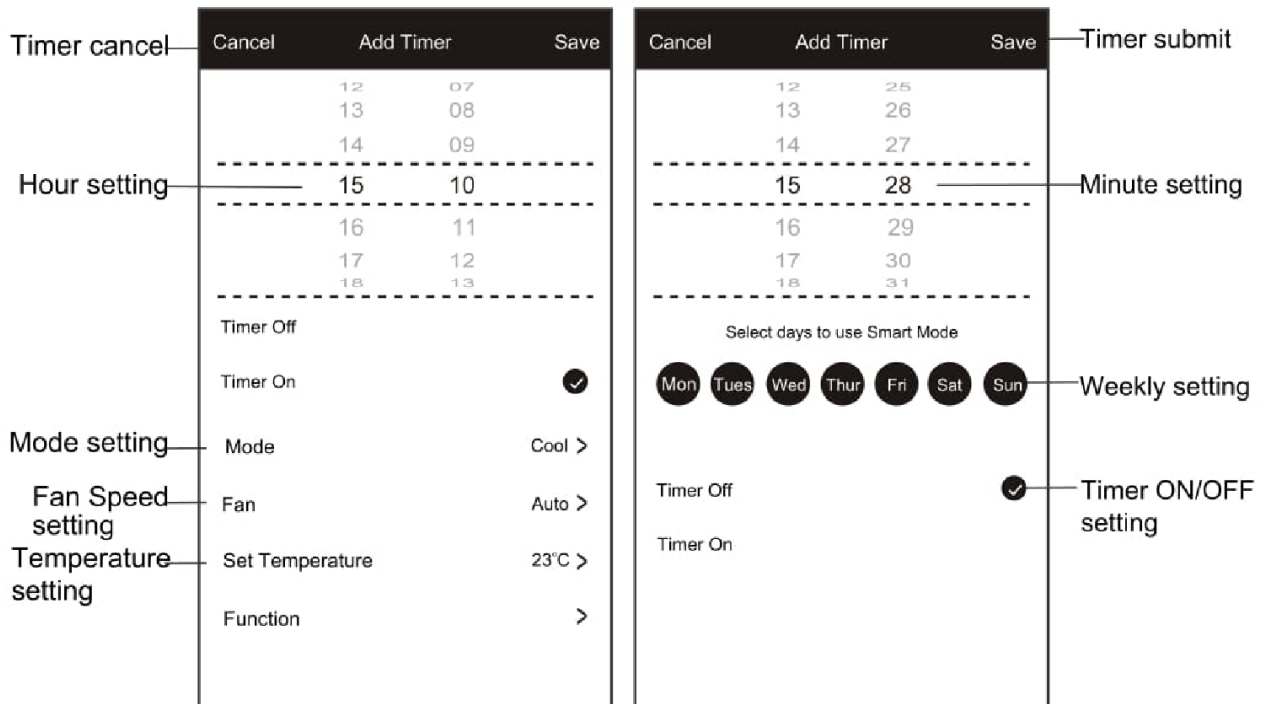 Timer cancel
Cancel Add Timer Save
12 07
13 08
14 09
Hour setting
15 10
16 11
17 12
18 13
Timer Off
Timer On
Mode setting
Mode Cool >
Fan Speed
setting
Fan Auto >
Temperature
setting
Set Temperature 23°C >
Function >
Cancel Add Timer Save
Timer submit
12 25
13 26
14 27
15 28
Minute setting
16 29
17 30
18 31
Select days to use Smart Mode
Mon Tues Wed Thur Fri Sat Sun
Weekly setting
Timer Off
Timer ON/OFF
setting
Timer On